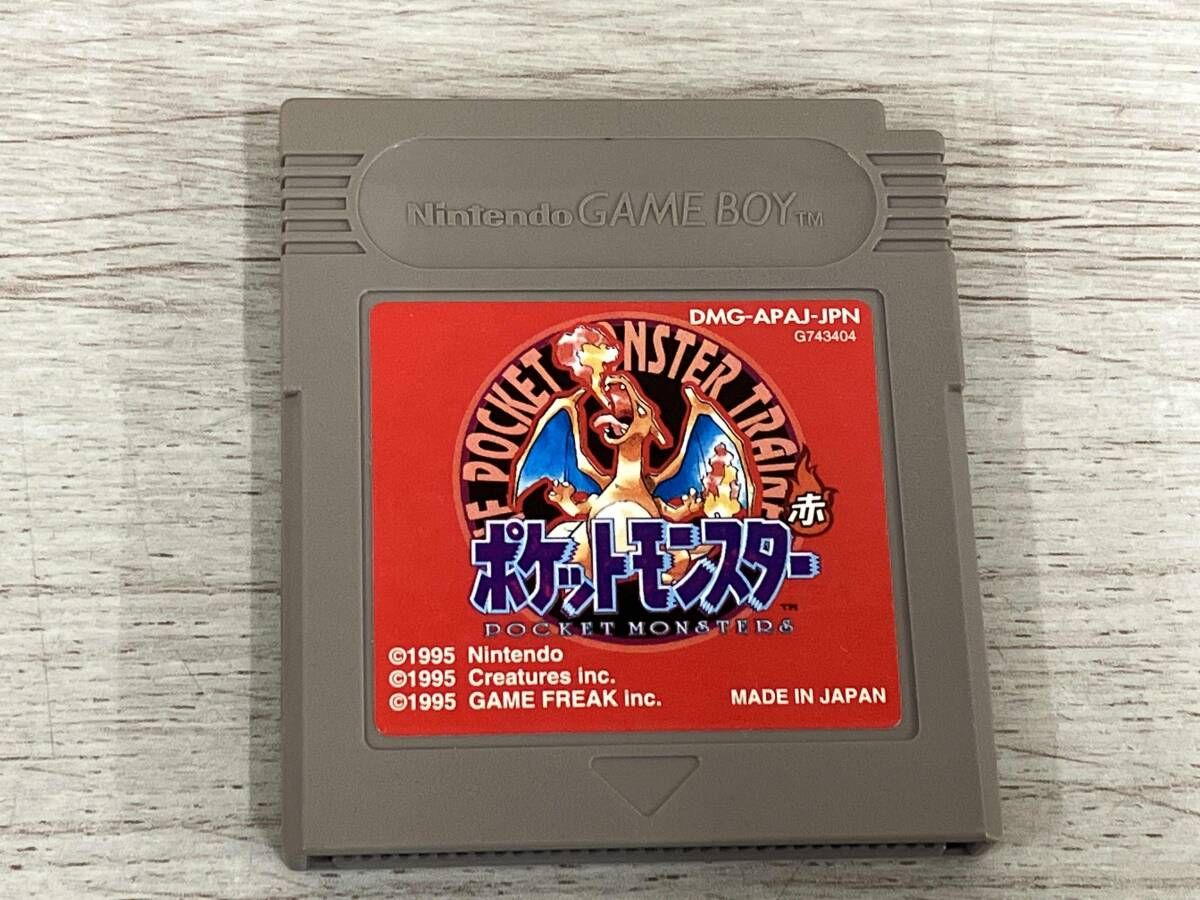 Nintendo GAME BOY™
DMG-APAJ-JPN
G743404
POCKET MONSTER
赤
ポケットモンスター™
POCKET MONSTERS
©1995 Nintendo
©1995 Creatures inc.
©1995 GAME FREAK inc.
MADE IN JAPAN